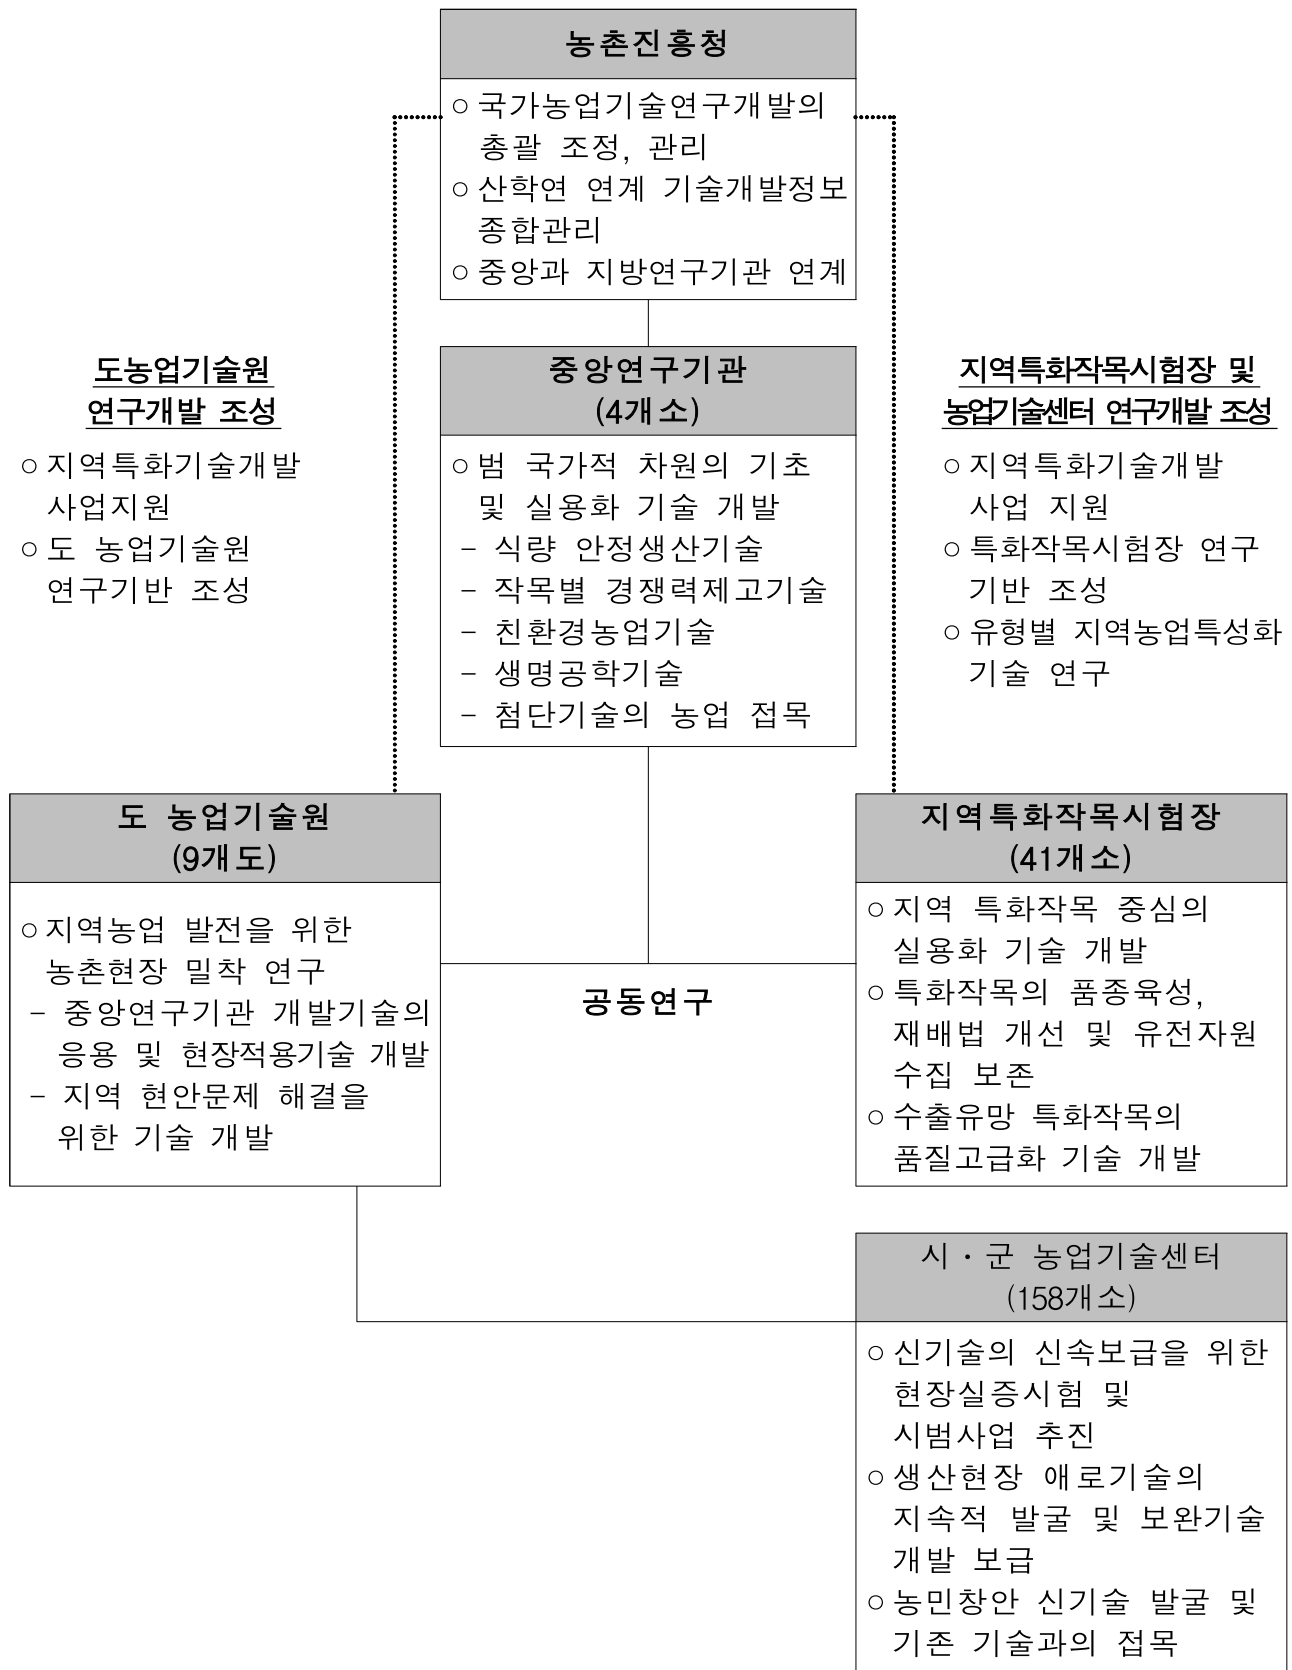 농촌진흥청
○ 국가농업기술연구개발의
총괄 조정, 관리
○ 산학연 연계 기술개발정보
종합관리
○ 중앙과 지방연구기관 연계
도농업기술원
연구개발 조성
○ 지역특화기술개발
사업지원
○ 도 농업기술원
연구기반 조성
중앙연구기관
(4개소)
○ 범 국가적 차원의 기초
및 실용화 기술 개발
- 식량 안정생산기술
- 작목별 경쟁력제고기술
- 친환경농업기술
- 생명공학기술
- 첨단기술의 농업 접목
지역특화작목시험장 및
농업기술센터 연구개발 조성
○ 지역특화기술개발
사업 지원
○ 특화작목시험장 연구
기반 조성
○ 유형별 지역농업특성화
기술 연구
도 농업기술원
(9개도)
○ 지역농업 발전을 위한
농촌현장 밀착 연구
- 중앙연구기관 개발기술의
응용 및 현장적용기술 개발
- 지역 현안문제 해결을
위한 기술 개발
공동연구
지역특화작목시험장
(41개소)
○ 지역 특화작목 중심의
실용화 기술 개발
○ 특화작목의 품종육성,
재배법 개선 및 유전자원
수집 보존
○ 수출유망 특화작목의
품질고급화 기술 개발
시·군 농업기술센터
(158개소)
○ 신기술의 신속보급을 위한
현장실증시험 및
시범사업 추진
○ 생산현장 애로기술의
지속적 발굴 및 보완기술
개발 보급
○ 농민창안 신기술 발굴 및
기존 기술과의 접목